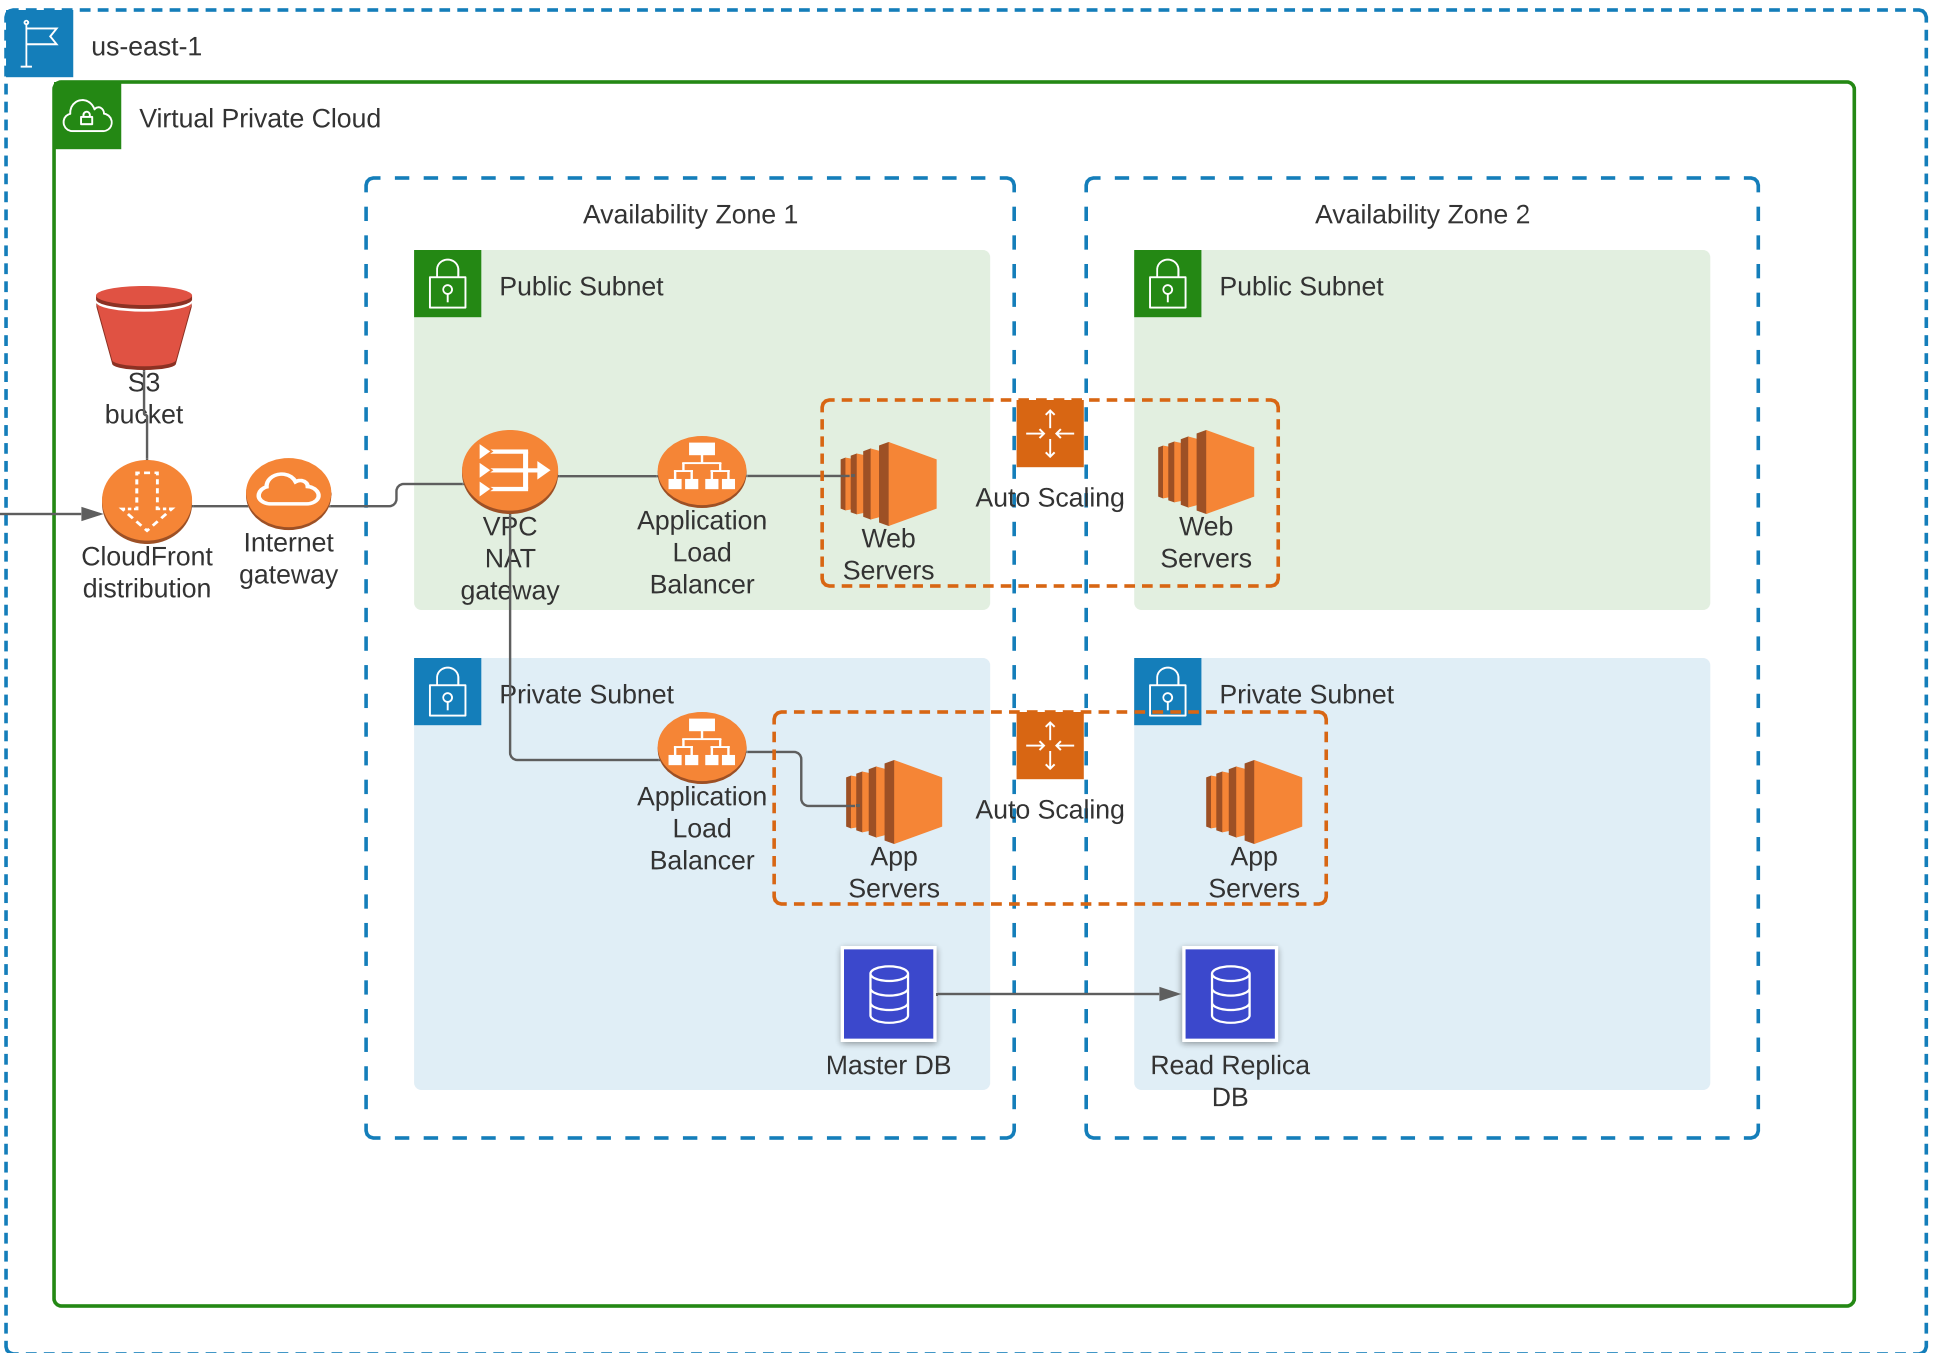 us-east-1
Virtual Private Cloud
Availability Zone 1
Availability Zone 2
Public Subnet
Public Subnet
S3
bucket
CloudFront
distribution
Internet
gateway
VPC
NAT
gateway
Application
Load
Balancer
Web
Servers
Auto Scaling
Web
Servers
Private Subnet
Private Subnet
Application
Load
Balancer
App
Servers
Auto Scaling
App
Servers
Master DB
Read Replica
DB